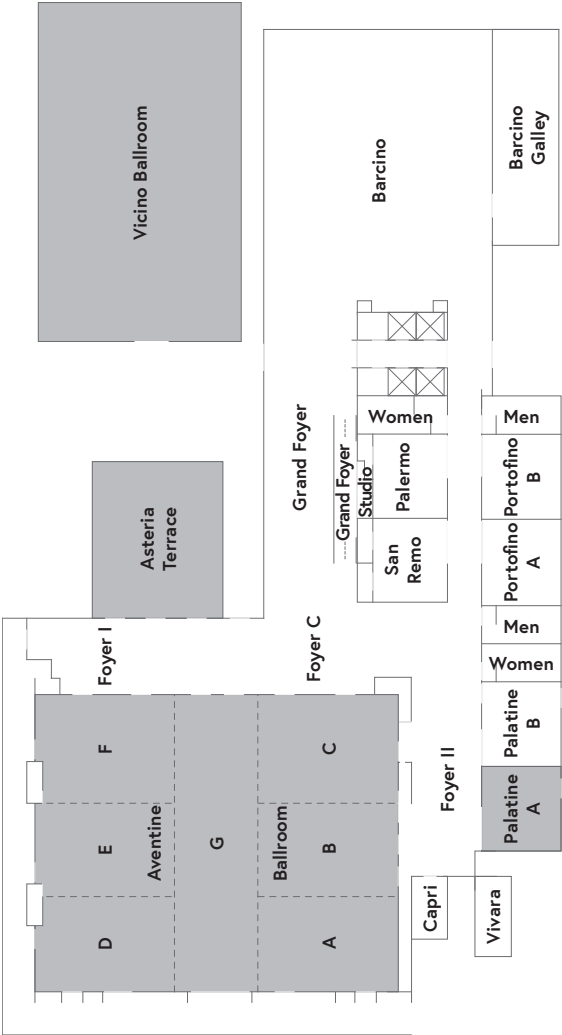 Vicino Ballroom
Barcino
Barcino
Galley
Asteria
Terrace
Grand Foyer
Grand Foyer
Studio
Women
Palermo
San
Remo
Men
Portofino
B
Portofino
A
Men
Women
Palatine
B
Palatine
A
Foyer I
Foyer C
Foyer II
F
E
D
Aventine
G
Ballroom
C
B
A
Capri
Vivara